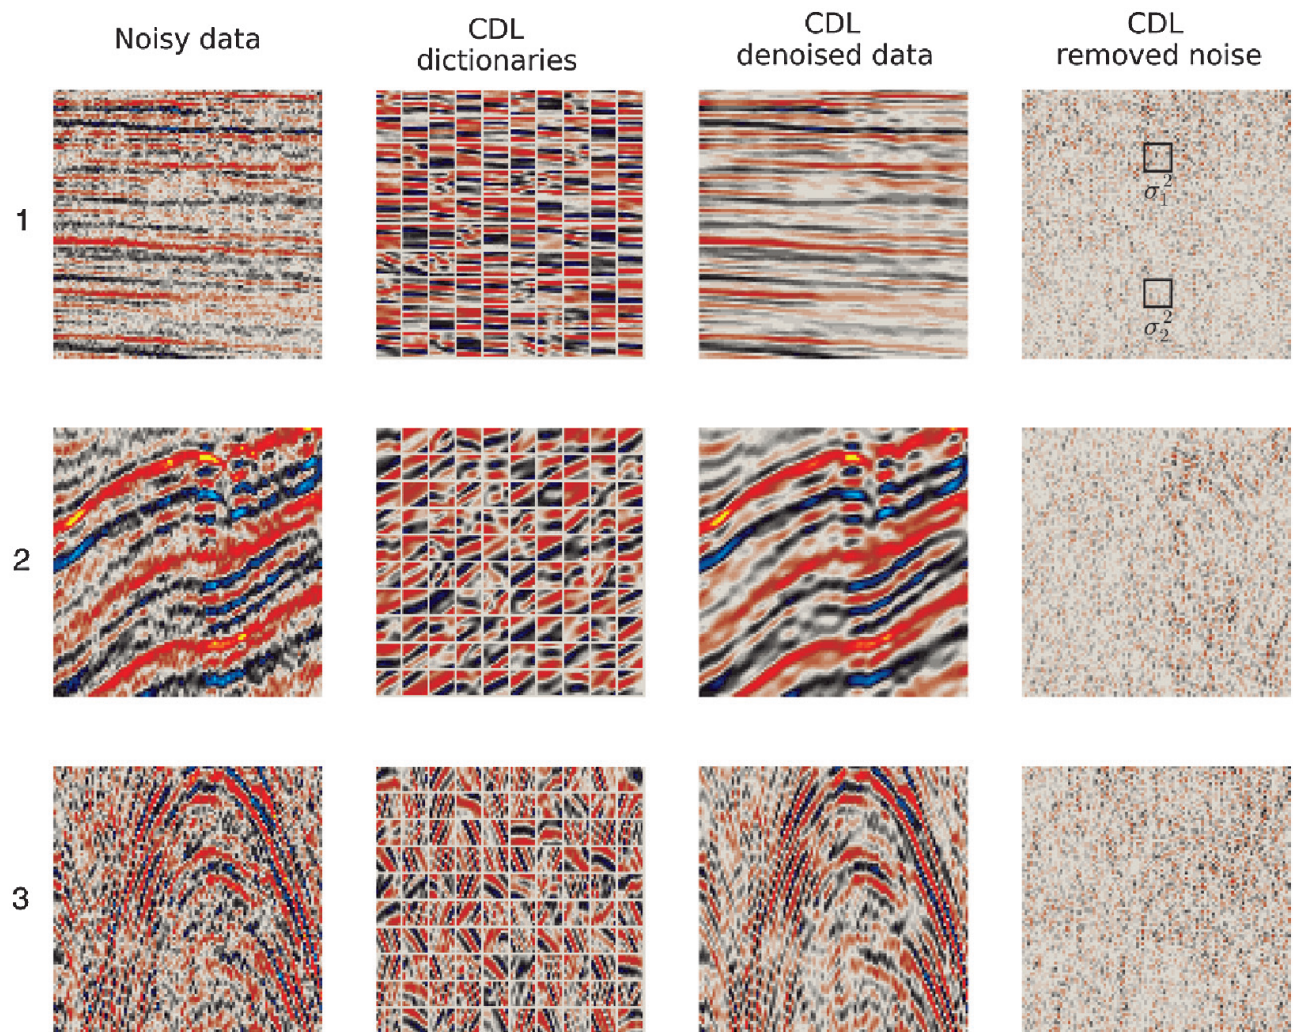 Noisy data
CDL
dictionaries
CDL
denoised data
CDL
removed noise
1
σ₁²
σ₂²
2
3